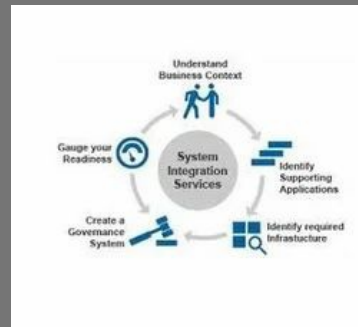 Understand
Business Context
Gauge your
Readiness
System
Integration
Services
Identify
Supporting
Applications
Create a
Governance
System
Identify required
Infrastucture